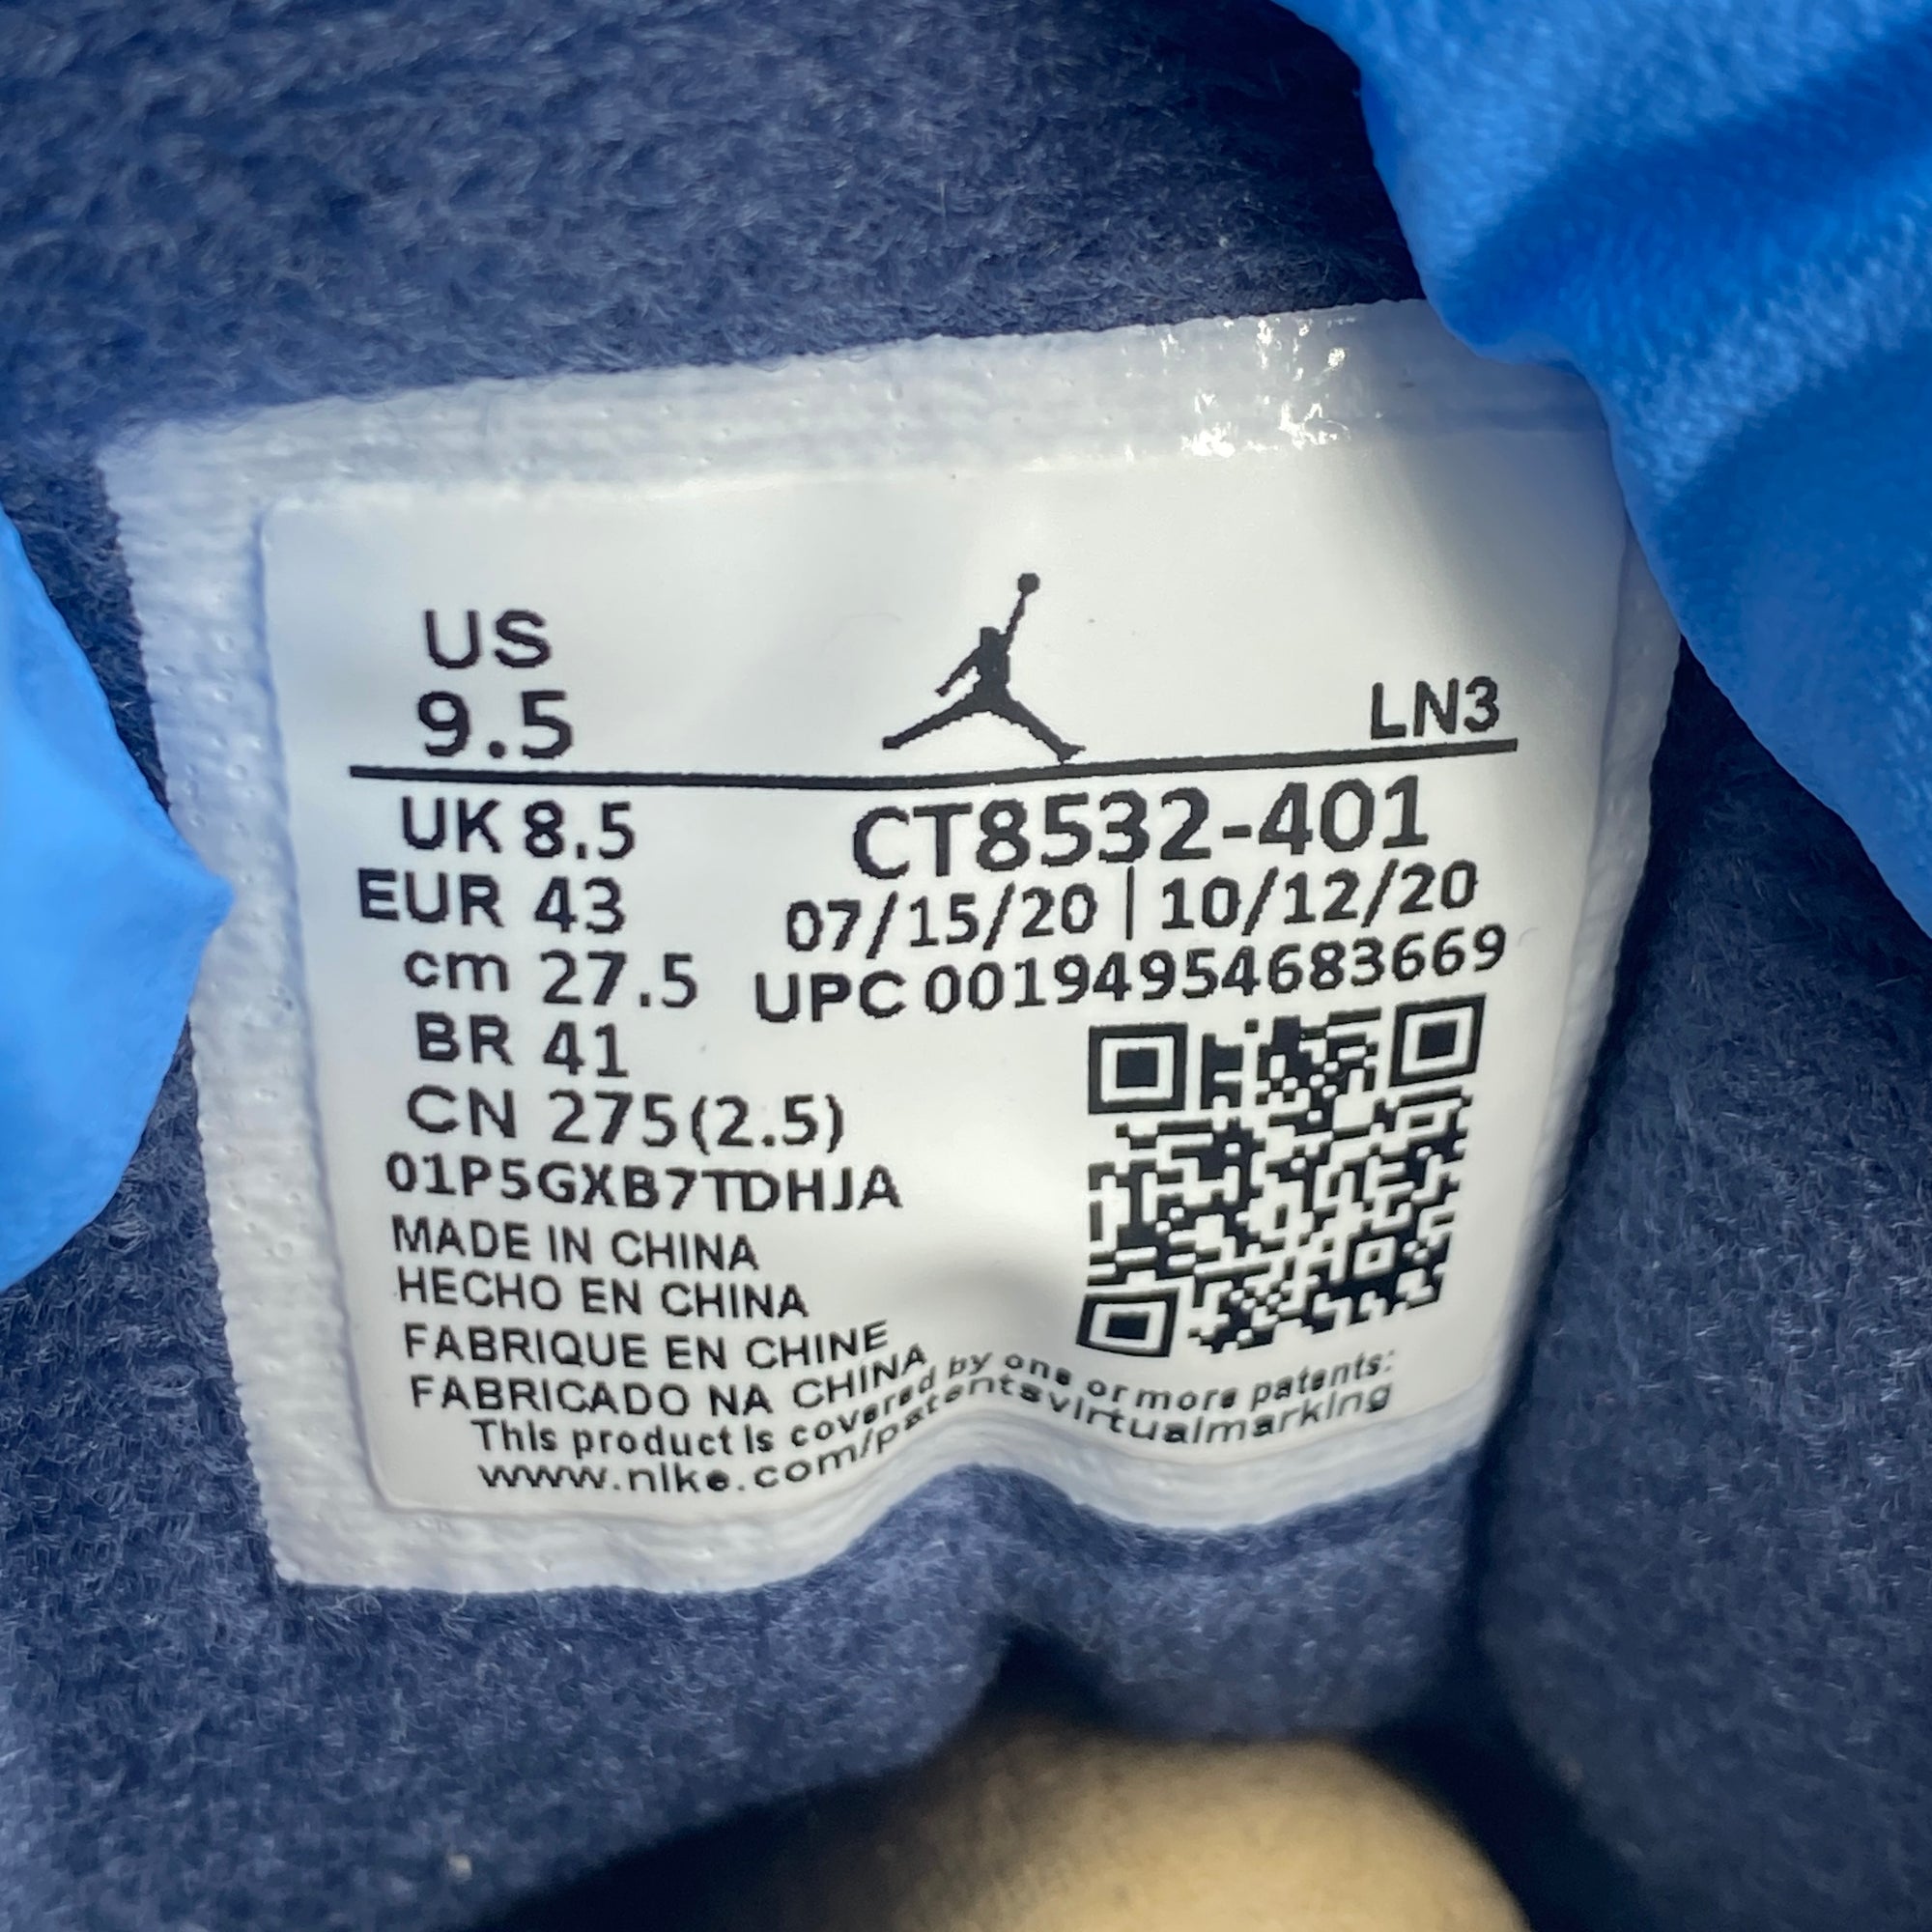 US
9.5
LN3
UK 8.5
CT8532-401
EUR 43
07/15/20 | 10/12/20
cm 27.5
UPC 00194954683669
BR 41
CN 275(2.5)
01P5GXB7TDHJA
MADE IN CHINA
HECHO EN CHINA
FABRIQUE EN CHINE
FABRICADO NA CHINA
This product is covered by one or more patents:
www.nike.com/patentsvirtualmarking